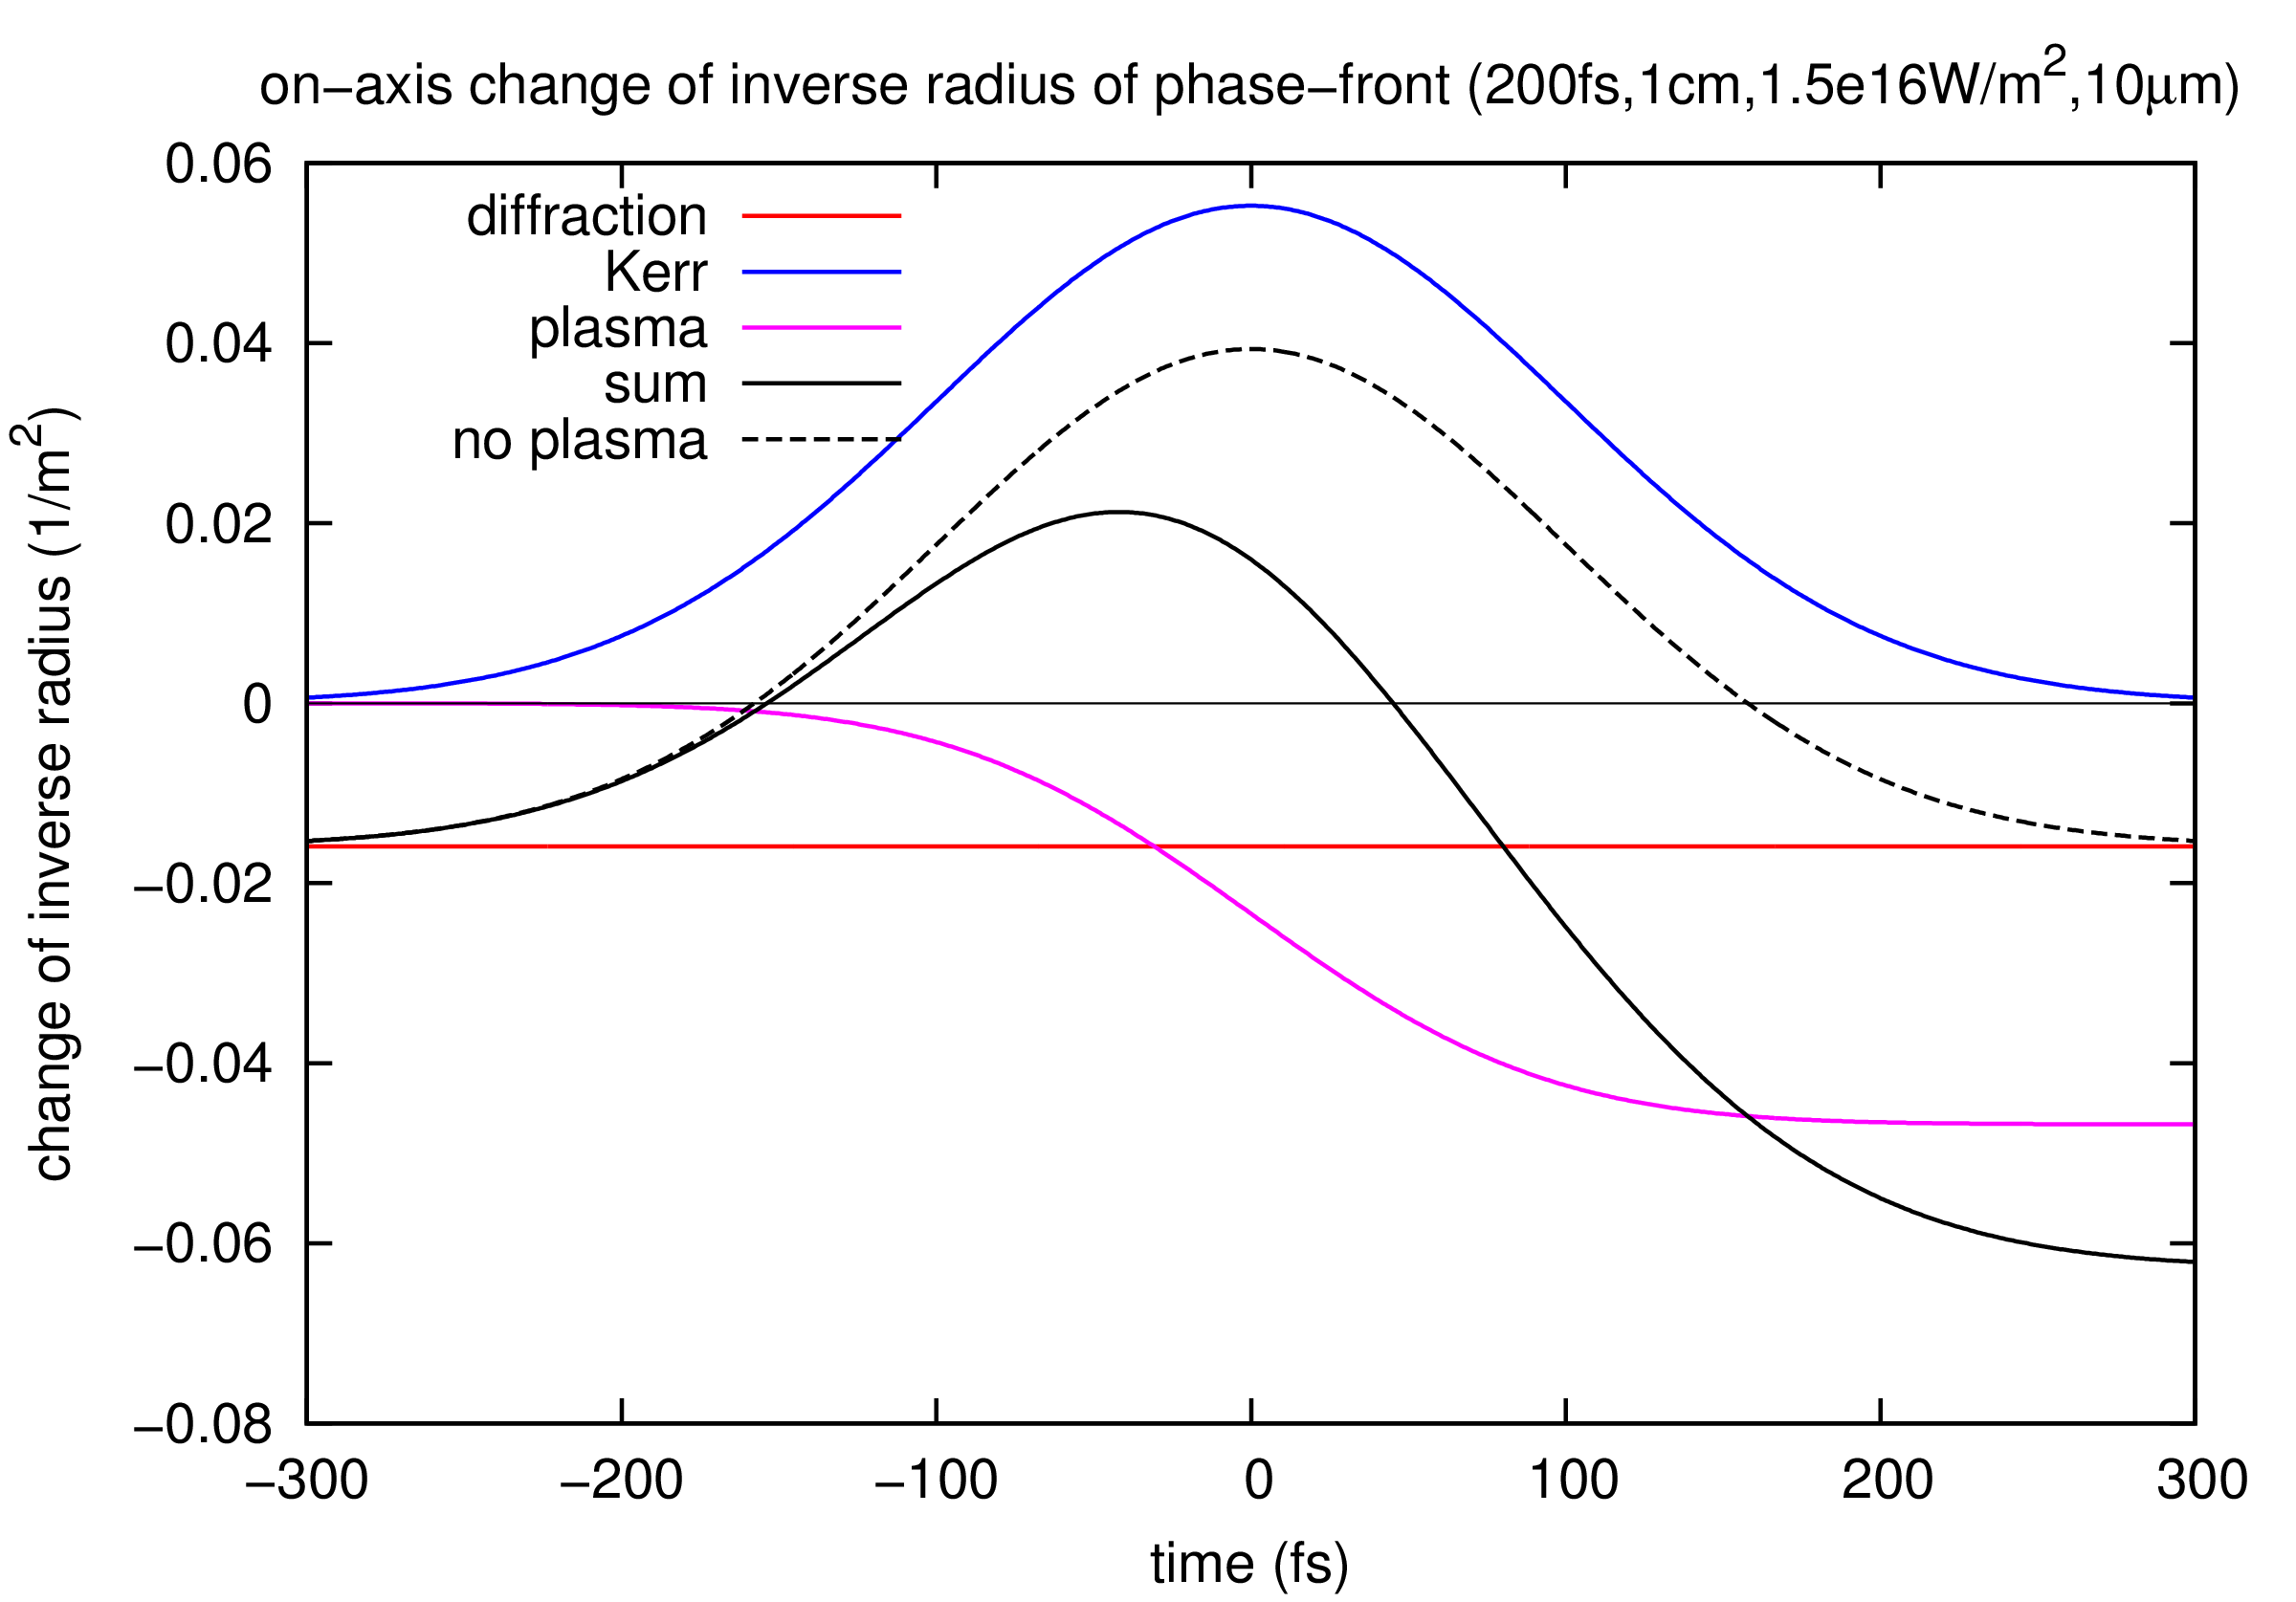 on−axis change of inverse radius of phase−front (200fs,1cm,1.5e16W/m²,10μm)
0.06
0.04
0.02
0
−0.02
−0.04
−0.06
−0.08
change of inverse radius (1/m²)
diffraction
Kerr
plasma
sum
no plasma
−300 −200 −100 0 100 200 300
time (fs)